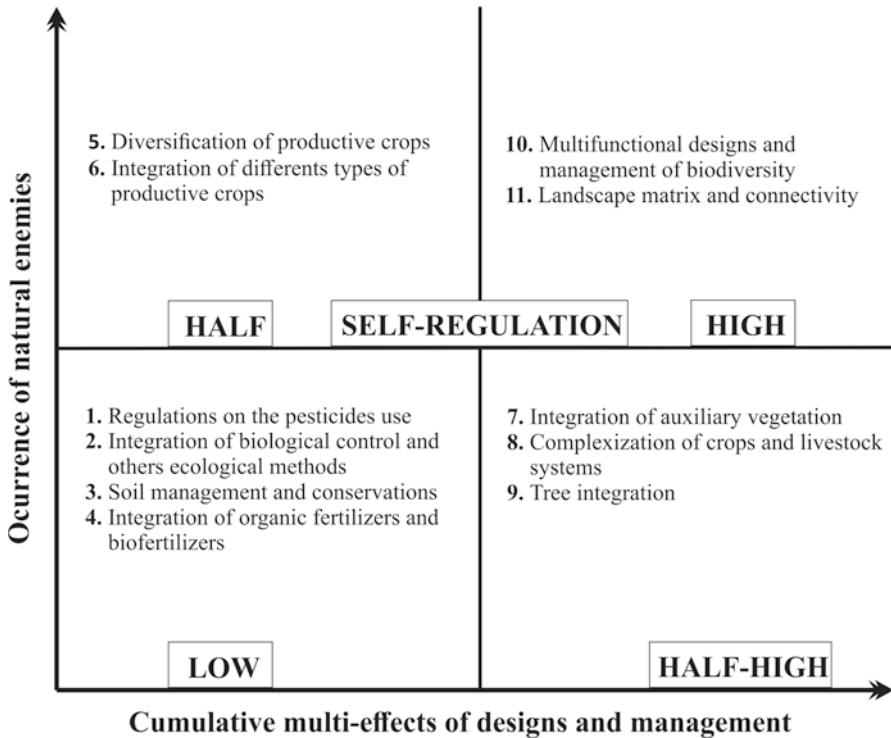 Ocurrence of natural enemies
5. Diversification of productive crops
6. Integration of differents types of
productive crops
10. Multifunctional designs and
management of biodiversity
11. Landscape matrix and connectivity
HALF
SELF-REGULATION
HIGH
1. Regulations on the pesticides use
2. Integration of biological control and
others ecological methods
3. Soil management and conservations
4. Integration of organic fertilizers and
biofertilizers
7. Integration of auxiliary vegetation
8. Complexization of crops and livestock
systems
9. Tree integration
LOW
HALF-HIGH
Cumulative multi-effects of designs and management